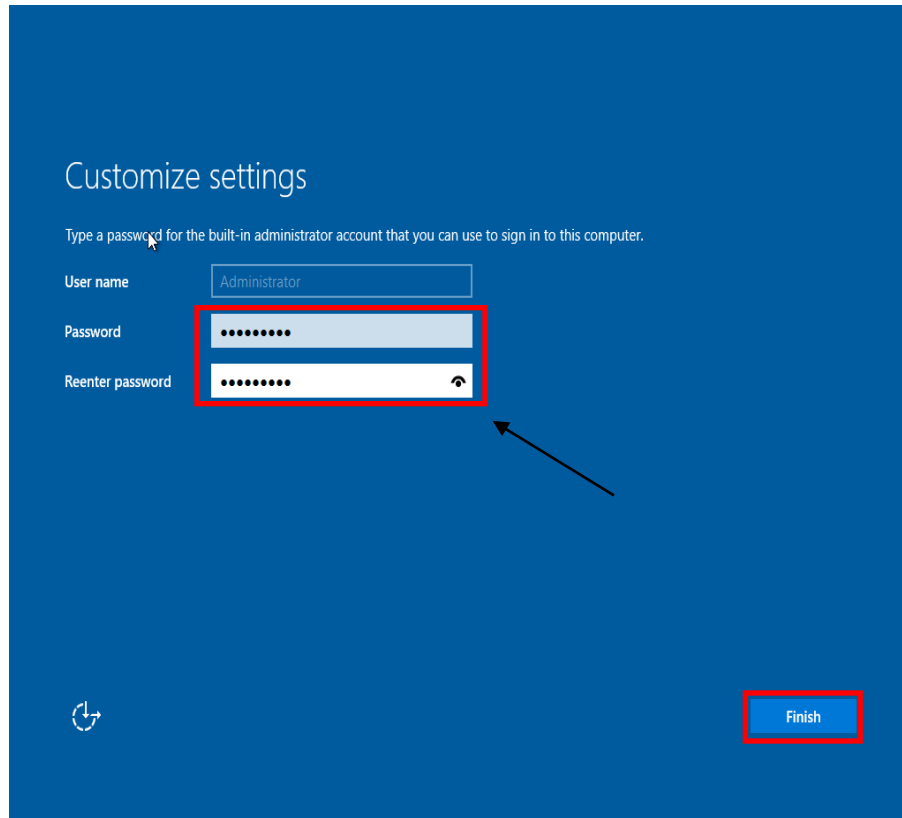 Customize settings
Type a password for the built-in administrator account that you can use to sign in to this computer.
User name
Administrator
Password
•••••••••
Reenter password
•••••••••
Finish